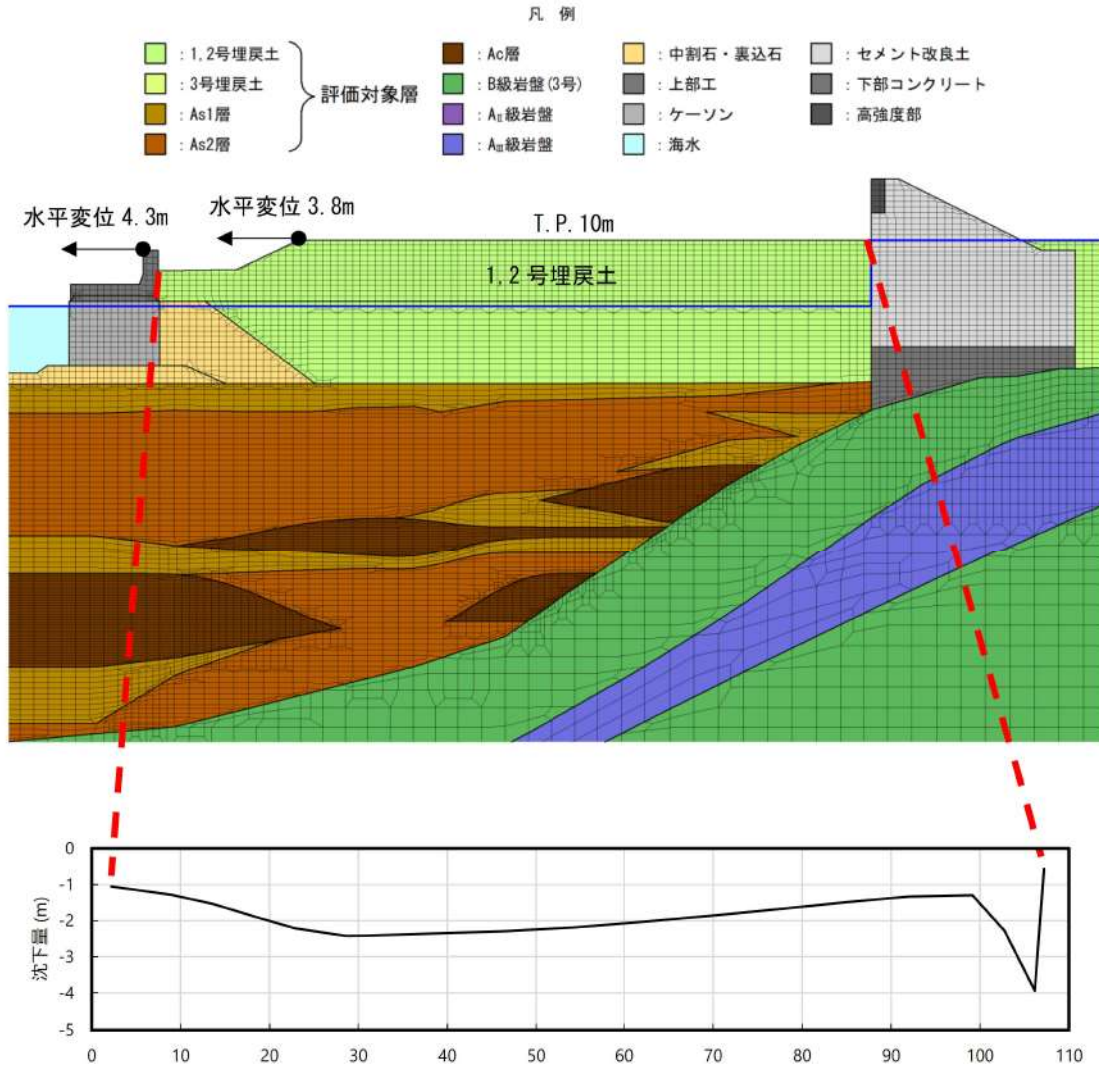 凡 例
: 1,2号埋戻土
: 3号埋戻土
: As1層
: As2層
評価対象層
: Ac層
: B級岩盤(3号)
: AⅡ級岩盤
: AⅢ級岩盤
: 中割石・裏込石
: 上部工
: ケーソン
: 海水
: セメント改良土
: 下部コンクリート
: 高強度部
水平変位 4.3m
水平変位 3.8m
T.P.10m
1,2 号埋戻土
沈下量 (m)
0
-1
-2
-3
-4
-5
0 10 20 30 40 50 60 70 80 90 100 110